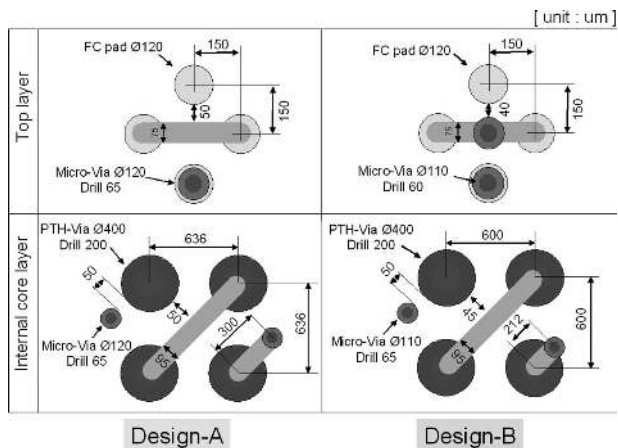 [ unit : um ]
Top layer
FC pad Ø120
150
50
150
75
Micro-Via Ø120
Drill 65
FC pad Ø120
150
40
150
75
Micro-Via Ø110
Drill 60
Internal core layer
PTH-Via Ø400
Drill 200
636
50
50
636
300
95
Micro-Via Ø120
Drill 65
PTH-Via Ø400
Drill 200
600
50
45
600
212
95
Micro-Via Ø110
Drill 65
Design-A
Design-B